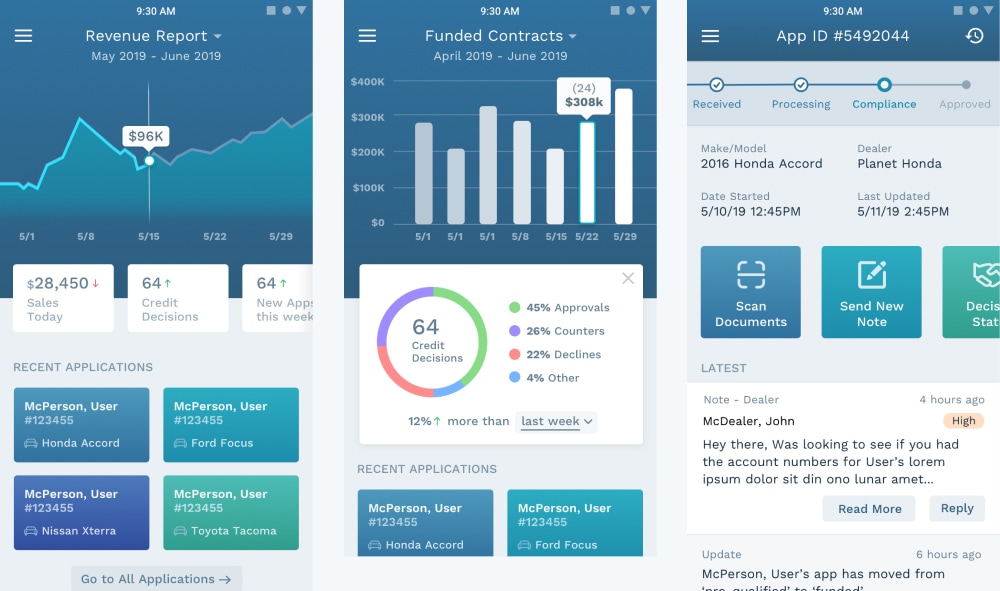 9:30 AM
Revenue Report
May 2019 - June 2019
$96K
5/1 5/8 5/15 5/22 5/29
$28,450
Sales
Today
64
Credit
Decisions
64
New Apps
this week
RECENT APPLICATIONS
McPerson, User
#123455
Honda Accord
McPerson, User
#123455
Ford Focus
McPerson, User
#123455
Nissan Xterra
McPerson, User
#123455
Toyota Tacoma
Go to All Applications →
9:30 AM
Funded Contracts
April 2019 - June 2019
$400K
$300K
$200K
$100K
$0
(24)
$308k
5/1 5/1 5/1 5/8 5/15 5/22 5/29
64
Credit
Decisions
45% Approvals
26% Counters
22% Declines
4% Other
12%↑ more than last week
RECENT APPLICATIONS
McPerson, User
#123455
Honda Accord
McPerson, User
#123455
Ford Focus
9:30 AM
App ID #5492044
Received Processing Compliance Approved
Make/Model
2016 Honda Accord
Dealer
Planet Honda
Date Started
5/10/19 12:45PM
Last Updated
5/11/19 2:45PM
Scan
Documents
Send New
Note
LATEST
Note - Dealer 4 hours ago
McDealer, John High
Hey there, Was looking to see if you had
the account numbers for User's lorem
ipsum dolor sit din ono lunar amet...
Read More Reply
Update 6 hours ago
McPerson, User's app has moved from
'pre-qualified' to 'funded'